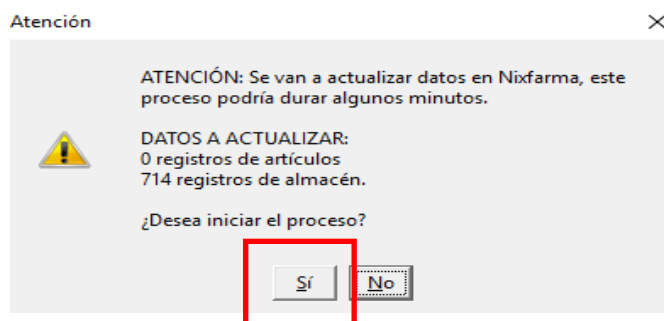 Atención
ATENCIÓN: Se van a actualizar datos en Nixfarma, este
proceso podría durar algunos minutos.
DATOS A ACTUALIZAR:
0 registros de artículos
714 registros de almacén.
¿Desea iniciar el proceso?
Sí No